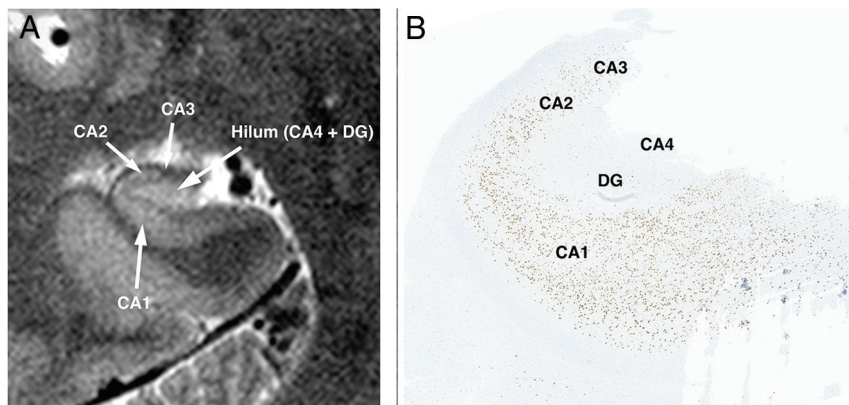 A
CA3
CA2
Hilum (CA4 + DG)
CA1
B
CA3
CA2
CA4
DG
CA1